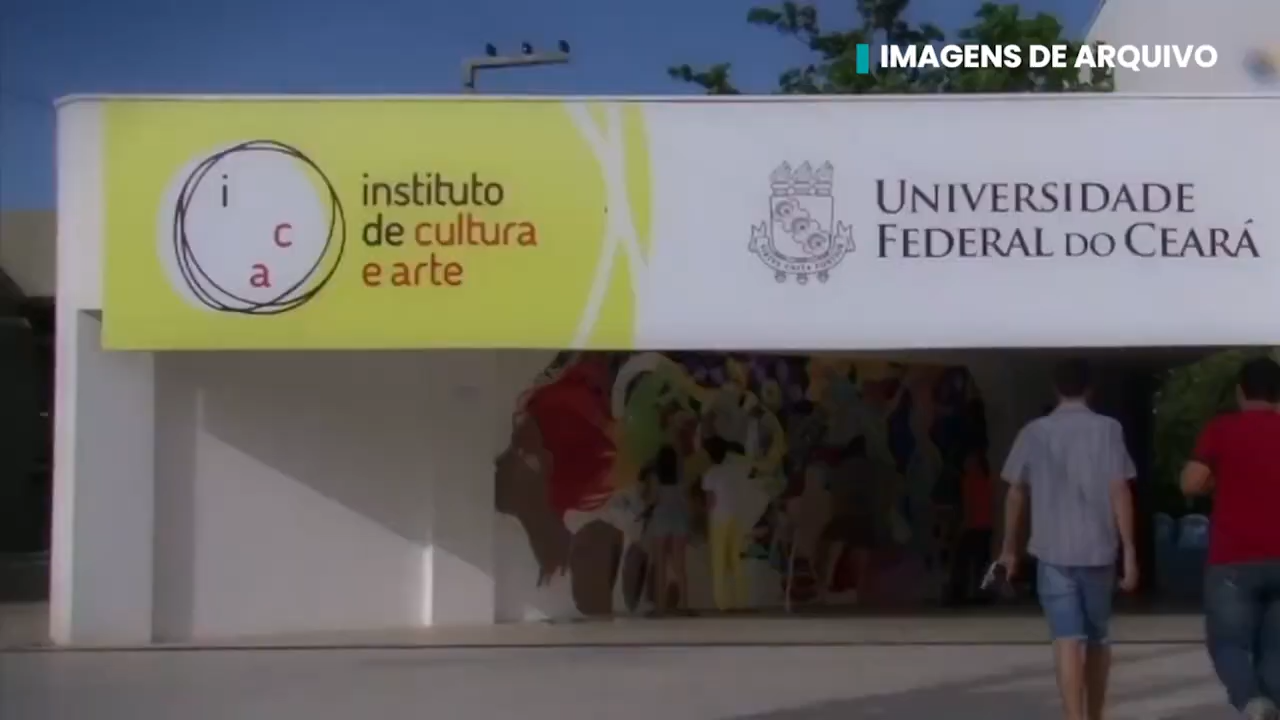 IMAGENS DE ARQUIVO
i
c
a
instituto
de cultura
e arte
UNIVERSIDADE
FEDERAL DO CEARÁ